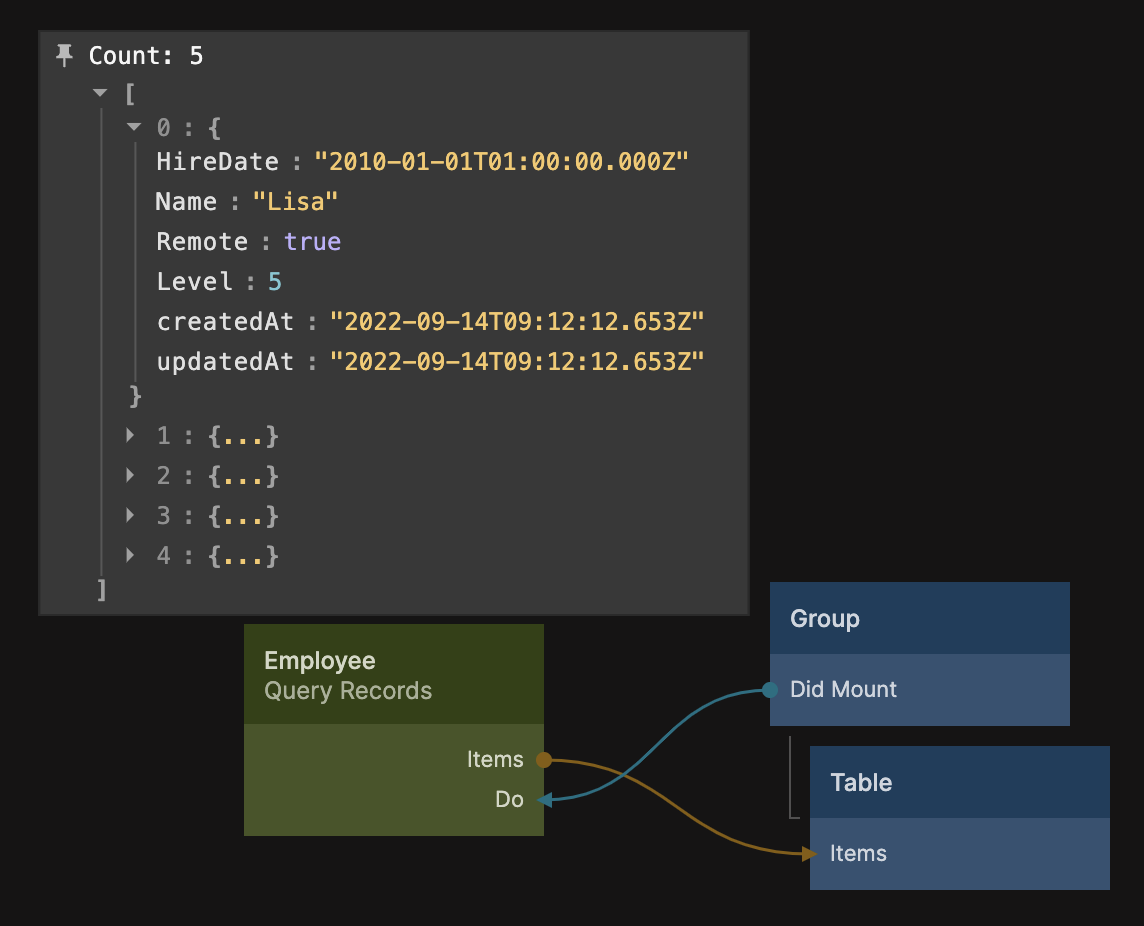 Count: 5
[
0 : {
HireDate : "2010-01-01T01:00:00.000Z"
Name : "Lisa"
Remote : true
Level : 5
createdAt : "2022-09-14T09:12:12.653Z"
updatedAt : "2022-09-14T09:12:12.653Z"
}
1 : {...}
2 : {...}
3 : {...}
4 : {...}
]
Employee
Query Records
Items
Do
Group
Did Mount
Table
Items